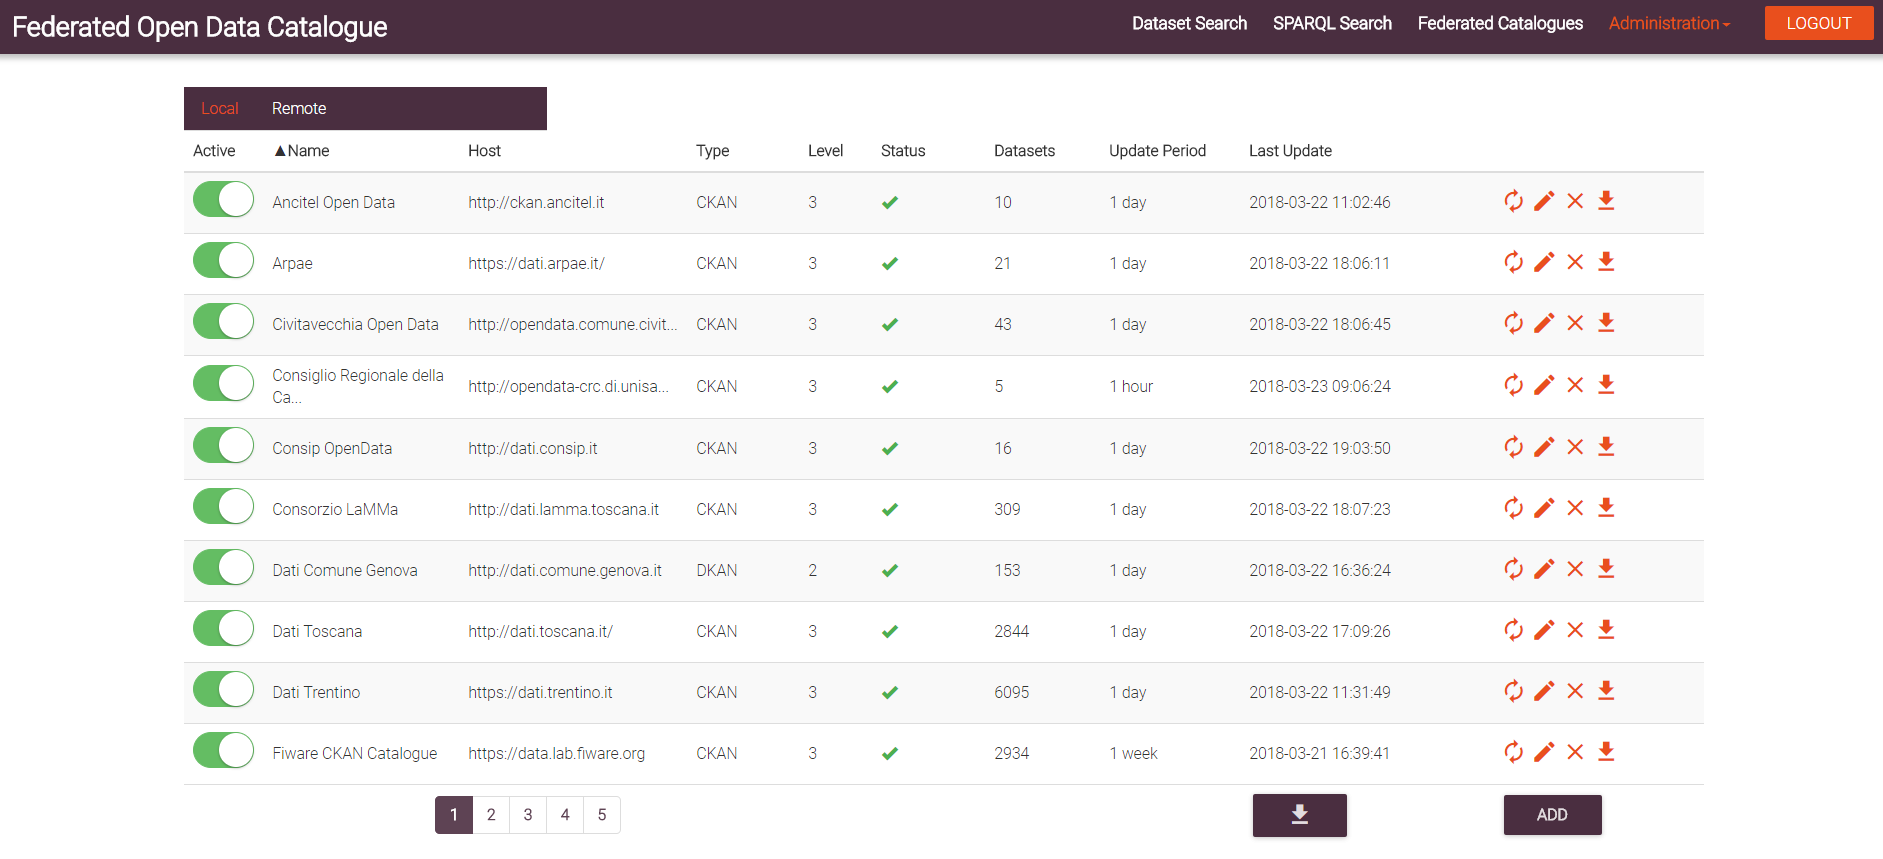 Federated Open Data Catalogue Dataset Search SPARQL Search Federated Catalogues Administration LOGOUT
Local Remote
Active ▲Name Host Type Level Status Datasets Update Period Last Update
Ancitel Open Data http://ckan.ancitel.it CKAN 3 10 1 day 2018-03-22 11:02:46
Arpae https://dati.arpae.it/ CKAN 3 21 1 day 2018-03-22 18:06:11
Civitavecchia Open Data http://opendata.comune.civit... CKAN 3 43 1 day 2018-03-22 18:06:45
Consiglio Regionale della
Ca... http://opendata-crc.di.unisa... CKAN 3 5 1 hour 2018-03-23 09:06:24
Consip OpenData http://dati.consip.it CKAN 3 16 1 day 2018-03-22 19:03:50
Consorzio LaMMa http://dati.lamma.toscana.it CKAN 3 309 1 day 2018-03-22 18:07:23
Dati Comune Genova http://dati.comune.genova.it DKAN 2 153 1 day 2018-03-22 16:36:24
Dati Toscana http://dati.toscana.it/ CKAN 3 2844 1 day 2018-03-22 17:09:26
Dati Trentino https://dati.trentino.it CKAN 3 6095 1 day 2018-03-22 11:31:49
Fiware CKAN Catalogue https://data.lab.fiware.org CKAN 3 2934 1 week 2018-03-21 16:39:41
1 2 3 4 5 ADD